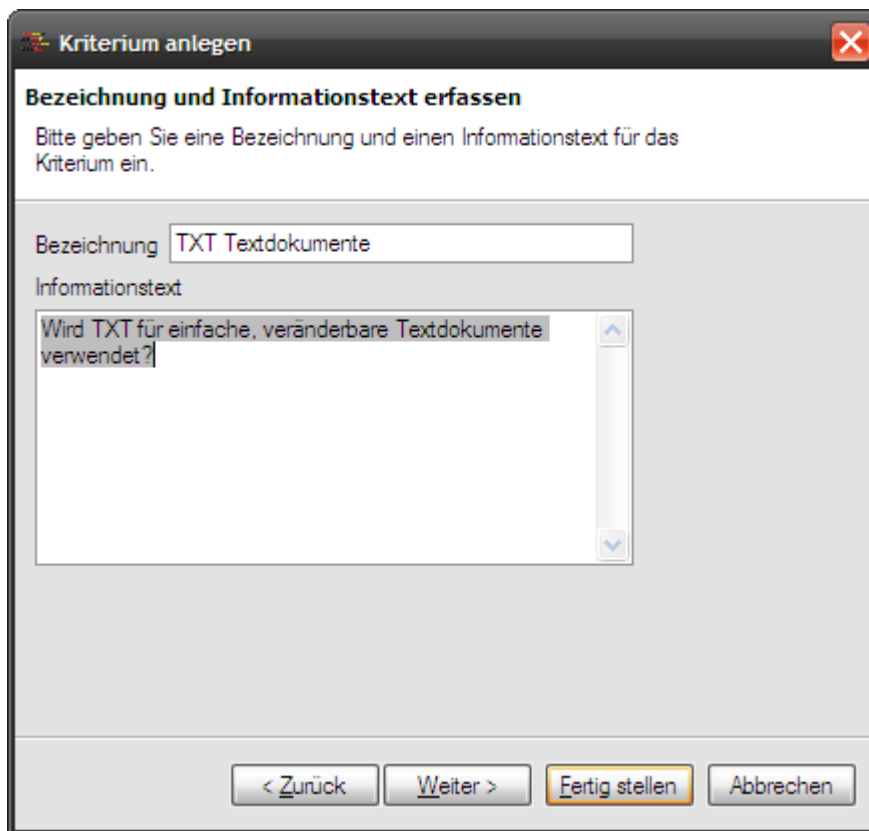 Kriterium anlegen
Bezeichnung und Informationstext erfassen
Bitte geben Sie eine Bezeichnung und einen Informationstext für das
Kriterium ein.
Bezeichnung TXT Textdokumente
Informationstext
Wird TXT für einfache, veränderbare Textdokumente
verwendet?
< Zurück Weiter > Fertig stellen Abbrechen